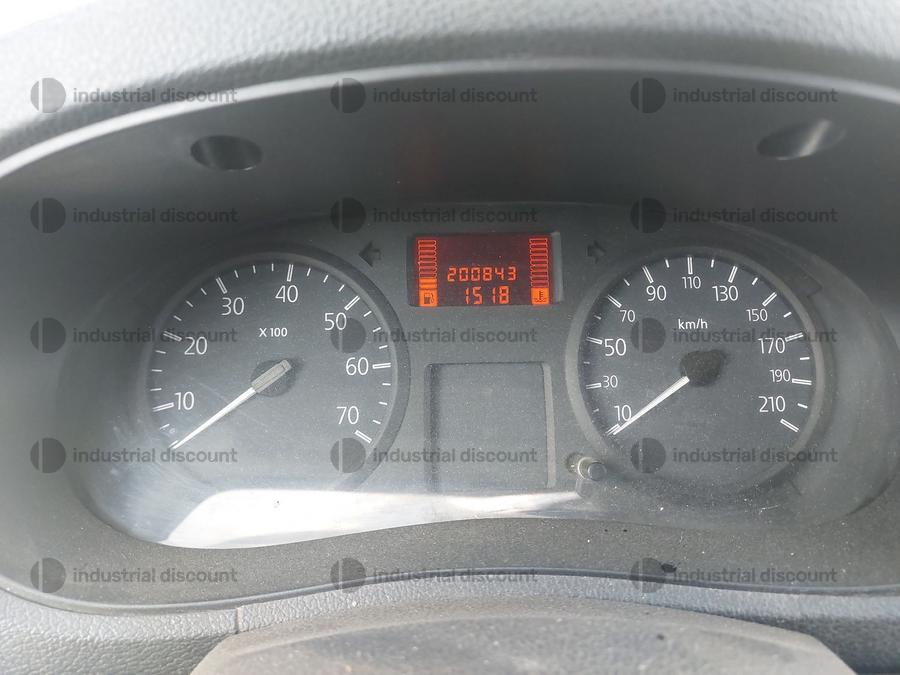 industrial discount industrial discount industrial discount
industrial discount industrial discount industrial discount
200843
1518
10 20 30 40 50 60 70
X 100
10 30 50 70 90 110 130 150 170 190 210
km/h
industrial discount industrial discount industrial discount
industrial discount industrial discount industrial discount
industrial discount industrial discount industrial discount